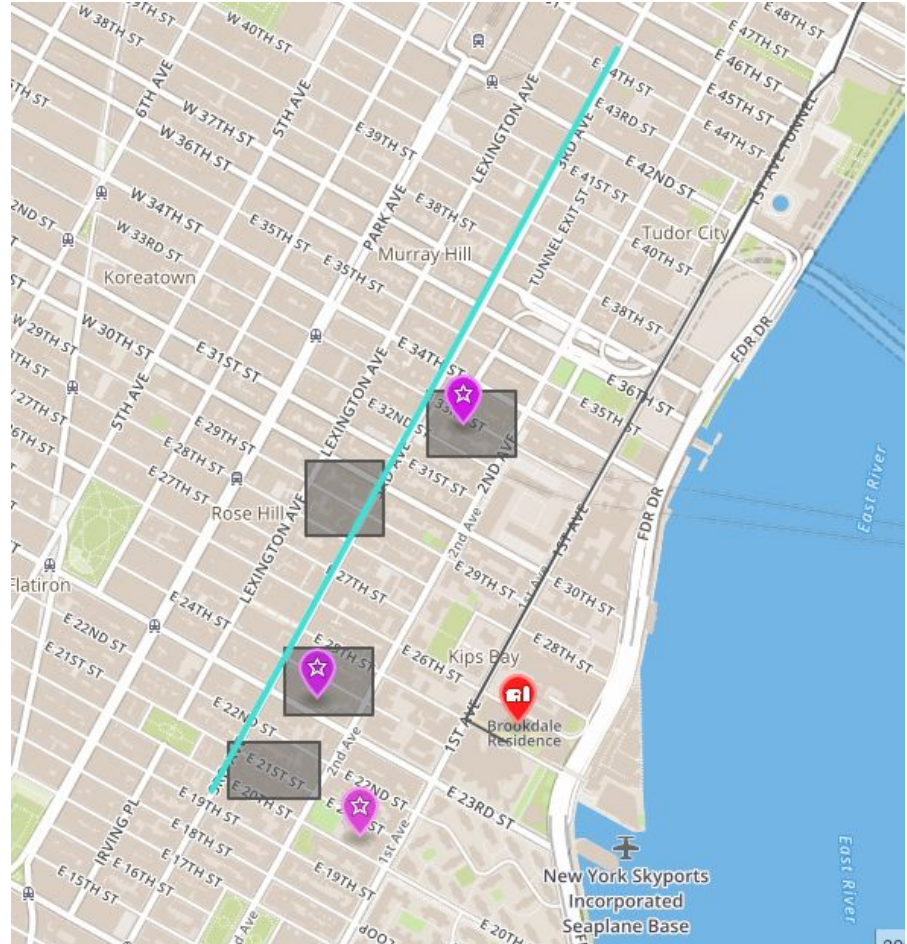 W 40TH ST
W 38TH ST
6TH AVE
5TH AVE
W 37TH ST
W 36TH ST
E 39TH ST
LEXINGTON AVE
E 48TH ST
E 47TH ST
E 46TH ST
E 45TH ST
E 44TH ST
E 43RD ST
3RD AVE
E 42ND ST
1ST AVE TUNNEL
E 41ST ST
TUNNEL EXIT ST
Tudor City
E 40TH ST
W 34TH ST
W 33RD ST
E 38TH ST
PARK AVE
Murray Hill
E 35TH ST
Koreatown
E 38TH ST
FDR DR
W 30TH ST
W 29TH ST
E 31ST ST
E 34TH ST
E 36TH ST
E 35TH ST
5TH AVE
E 32ND ST
LEXINGTON AVE
E 27TH ST
E 29TH ST
E 28TH ST
E 27TH ST
E 31ST ST
2ND AVE
Rose Hill
2nd Ave
1ST AVE
FDR DR
East River
LEXINGTON AVE
E 27TH ST
E 29TH ST
E 30TH ST
1st Ave
Flatiron
E 24TH ST
E 22ND ST
E 21ST ST
E 26TH ST
E 28TH ST
Kips Bay
E 22ND ST
1ST AVE
Brookdale
Residence
2nd Ave
E 21ST ST
E 20TH ST
E 22ND ST
E 19TH ST
E 18TH ST
E 17TH ST
E 16TH ST
E 15TH ST
IRVING PL
E 23RD ST
1st Ave
E 19TH ST
E 20TH ST
LOOP
New York Skyports
Incorporated
Seaplane Base
East River